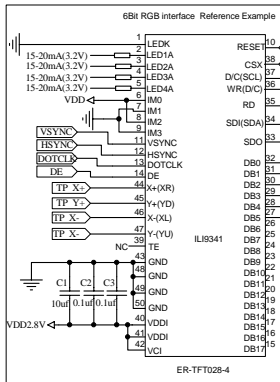 6Bit RGB interface Reference Example
1 LEDK
15-20mA(3.2V) 2 LED1A
15-20mA(3.2V) 3 LED2A
15-20mA(3.2V) 4 LED3A
15-20mA(3.2V) 5 LED4A
VDD 6 IM0
7 IM1
8 IM2
9 IM3
VSYNC 11 VSYNC
HSYNC 12 HSYNC
DOTCLK 13 DOTCLK
DE 14 DE
TP X+ 44 X+(XR)
TP Y+ 45 Y+(YD)
TP X- 46 X-(XL)
TP X- 47 Y-(YU)
NC 39 TE
43 GND
48 GND
49 GND
50 GND
C1 C2 C3
10uf 0.1uf 0.1uf
VDD2.8V 40 VDDI
41 VDDI
42 VCI
ILI9341
RESET 10
CSX 38
D/C(SCL) 37
WR(D/C) 36
RD 35
SDI(SDA) 34
SDO 33
DB0 32
DB1 31
DB2 30
DB3 29
DB4 28
DB5 27
DB6 26
DB7 25
DB8 24
DB9 23
DB10 22
DB11 21
DB12 20
DB13 19
DB14 18
DB15 17
DB16 16
DB17 15
ER-TFT028-4